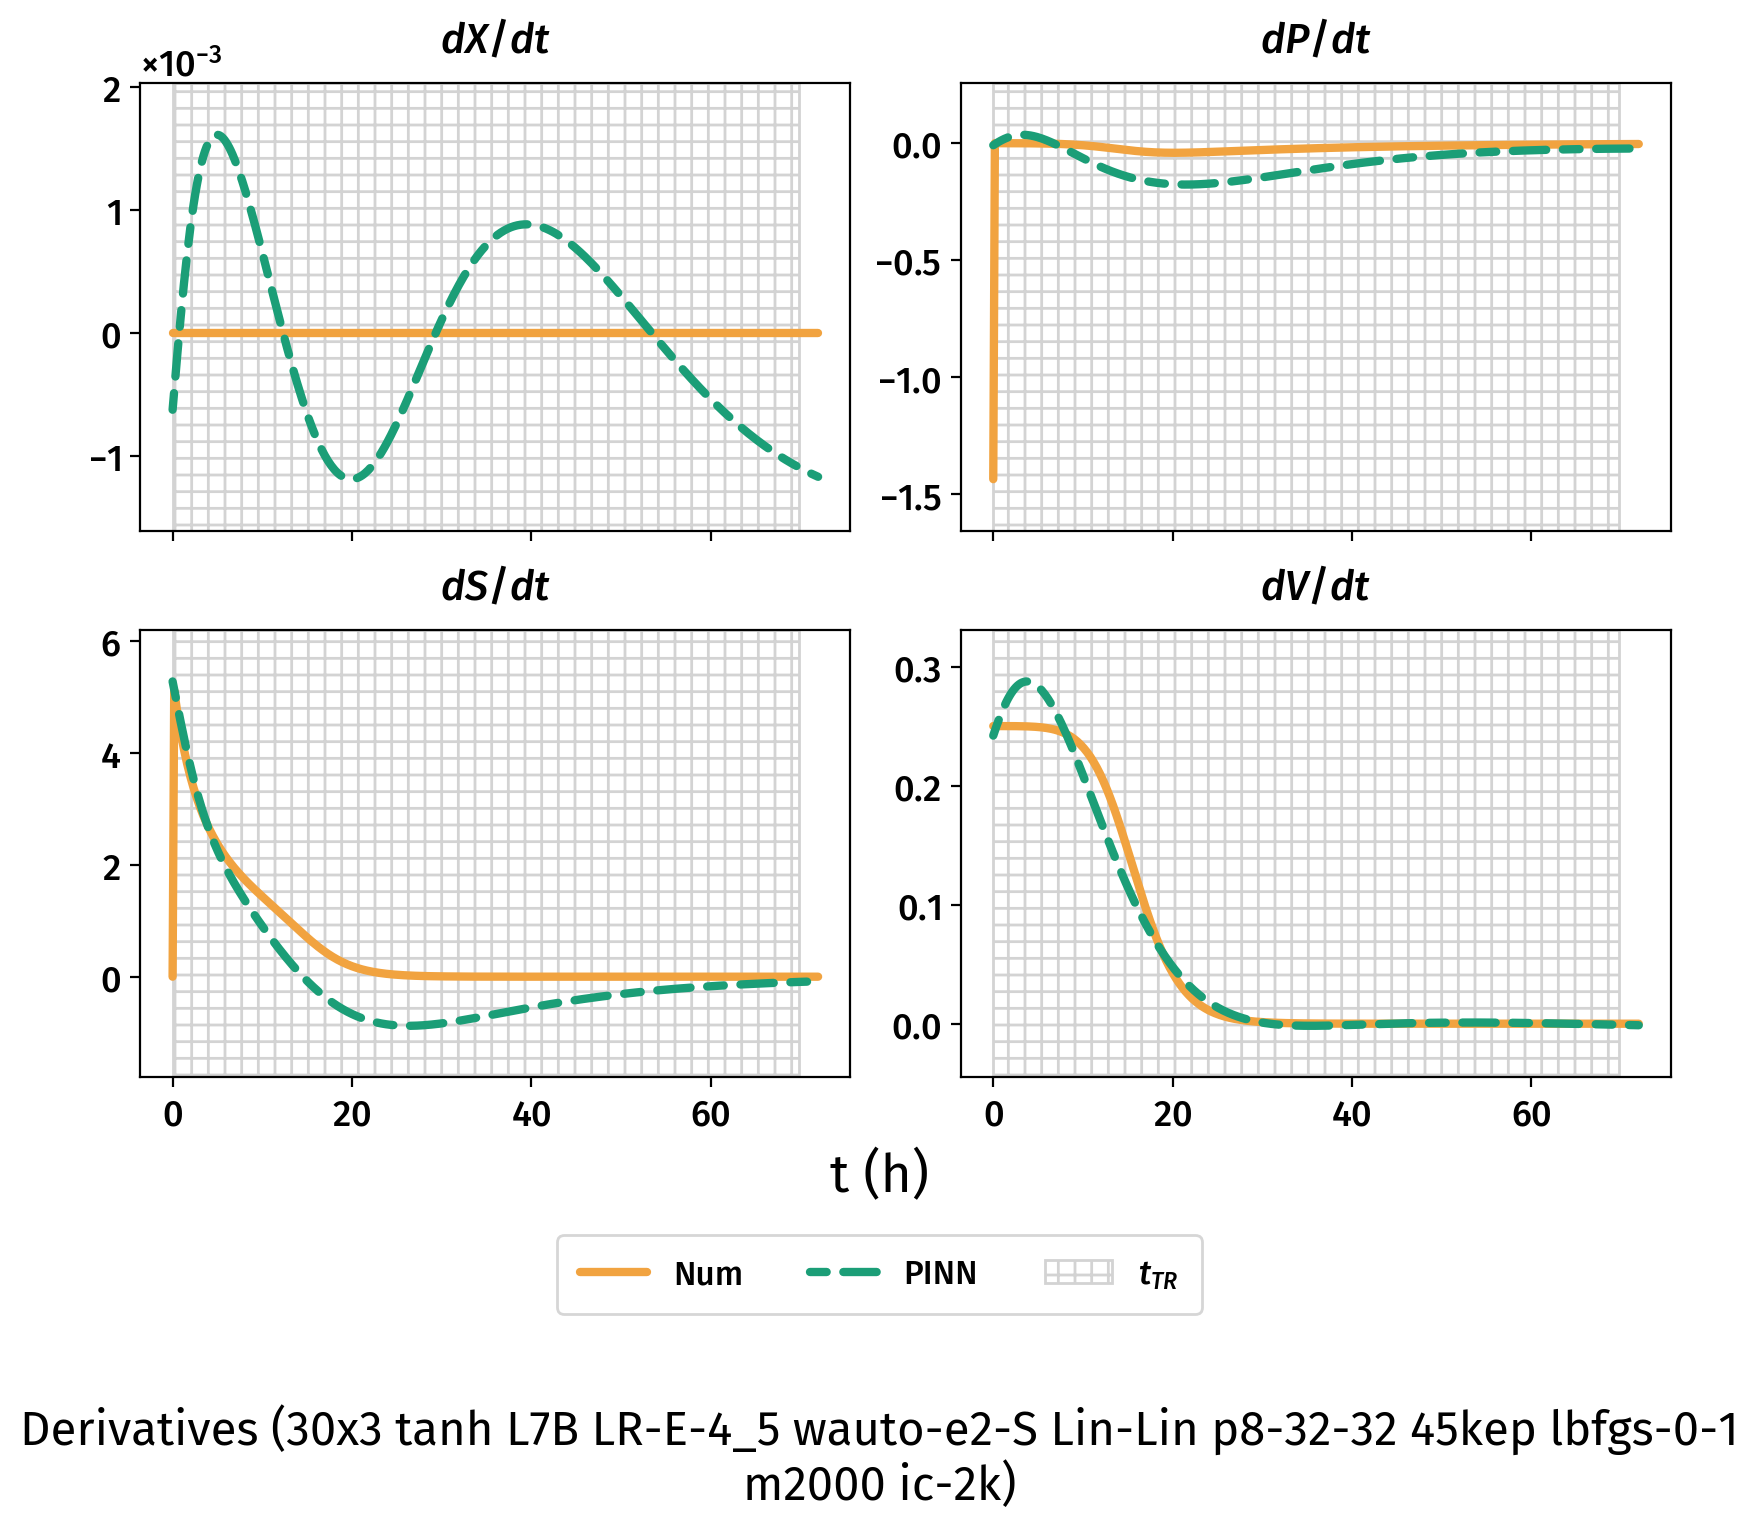 dX/dt
×10⁻³
2
1
0
−1
dP/dt
0.0
−0.5
−1.0
−1.5
dS/dt
6
4
2
0
0 20 40 60
dV/dt
0.3
0.2
0.1
0.0
0 20 40 60
t (h)
Num PINN t_TR
Derivatives (30x3 tanh L7B LR-E-4_5 wauto-e2-S Lin-Lin p8-32-32 45kep lbfgs-0-1
m2000 ic-2k)